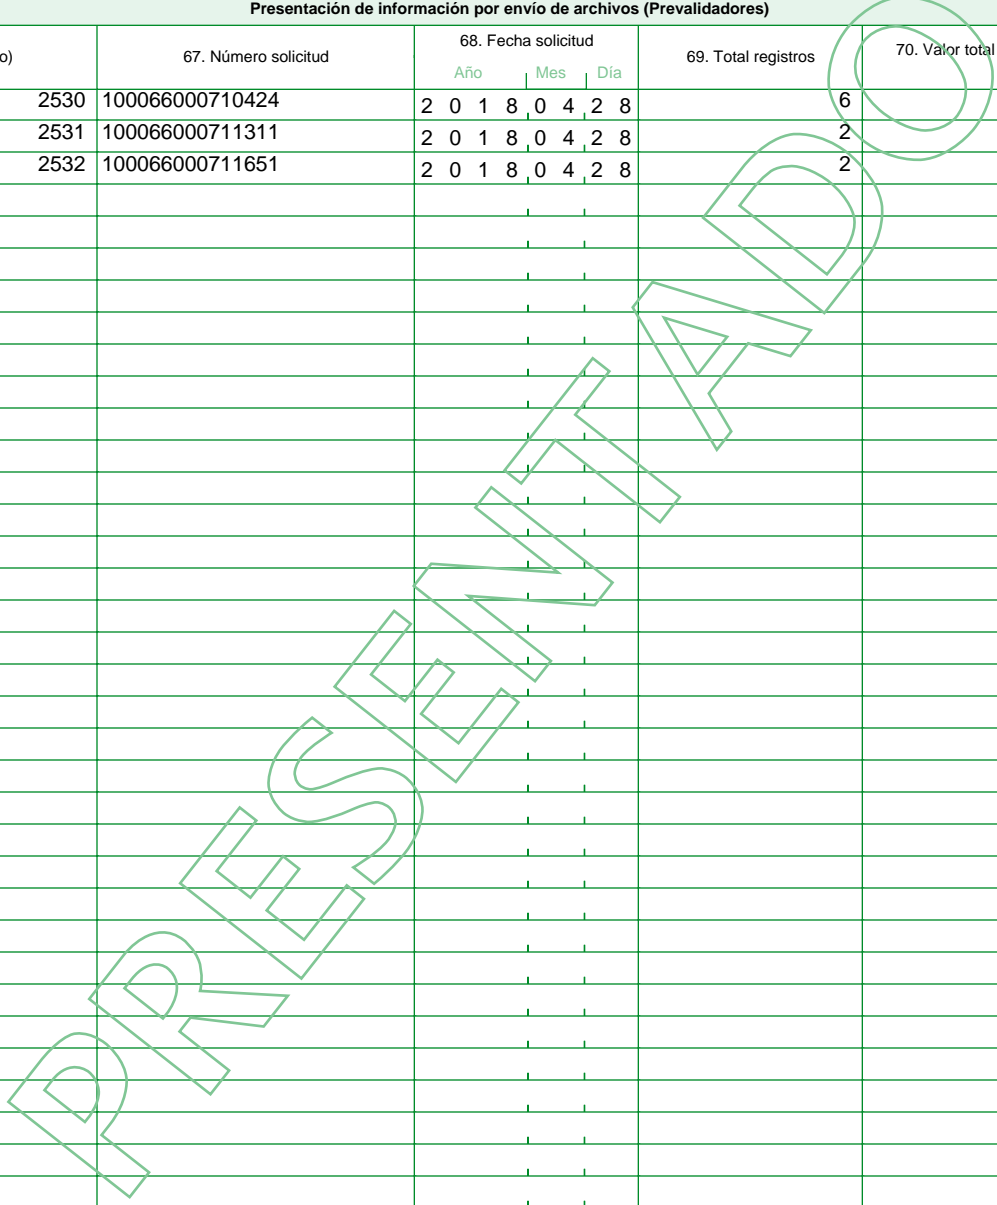 Presentación de información por envío de archivos (Prevalidadores)
o) 67. Número solicitud 68. Fecha solicitud 69. Total registros 70. Valor total
Año Mes Día
2530 100066000710424 2 0 1 8 0 4 2 8 6
2531 100066000711311 2 0 1 8 0 4 2 8 2
2532 100066000711651 2 0 1 8 0 4 2 8 2
PRESENTADO